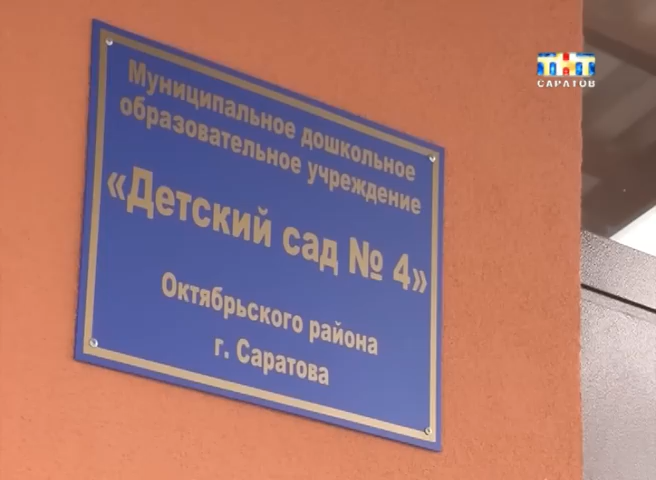 ТНТ
САРАТОВ
Муниципальное дошкольное
образовательное учреждение
«Детский сад № 4»
Октябрьского района
г. Саратова